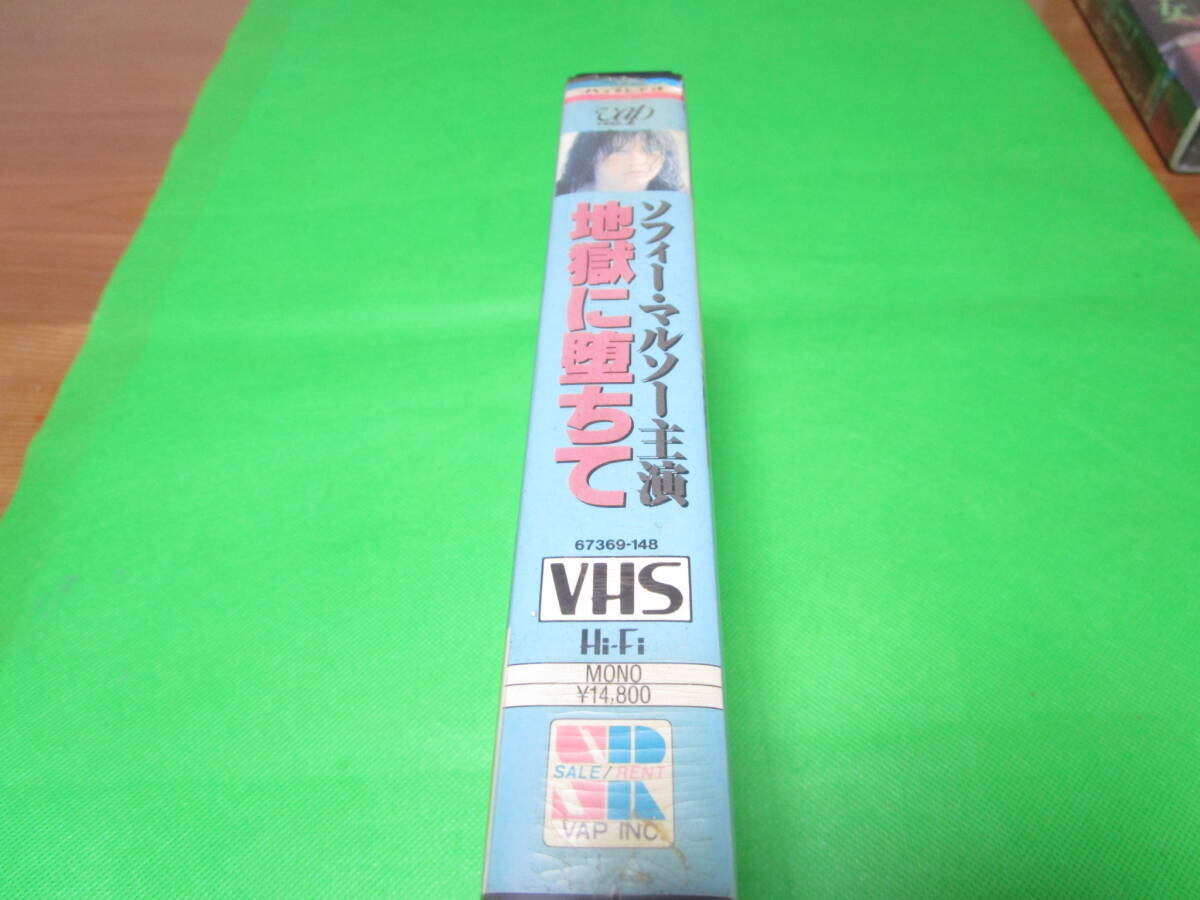 ソフィー・マルソー主演
地獄に堕ちて
67369-148
VHS
Hi-Fi
MONO
¥14,800
SALE/RENT
VAP INC.